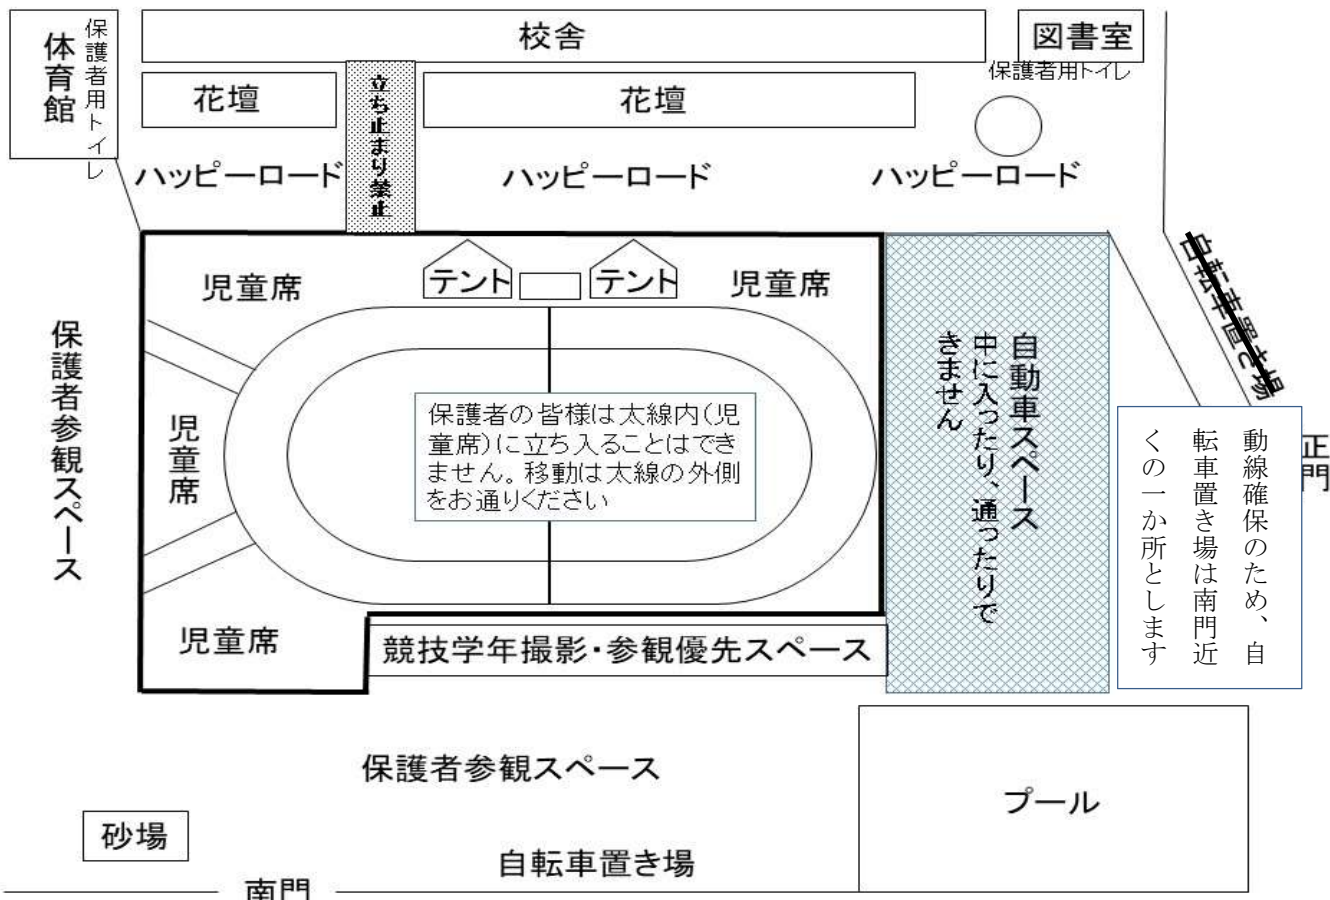 体育館
保護者用トイレ
校舎
図書室
保護者用トイレ
花壇
立ち止まり禁止
花壇
ハッピーロード
ハッピーロード
ハッピーロード
自転車置き場
児童席
テント
テント
児童席
保護者参観スペース
児童席
保護者の皆様は太線内(児
童席)に立ち入ることはでき
ません。移動は太線の外側
をお通りください
自動車スペース
中に入ったり、通ったりで
きません
動線確保のため、自
転車置き場は南門近
くの一か所とします
正門
児童席
競技学年撮影・参観優先スペース
保護者参観スペース
プール
砂場
自転車置き場
南門